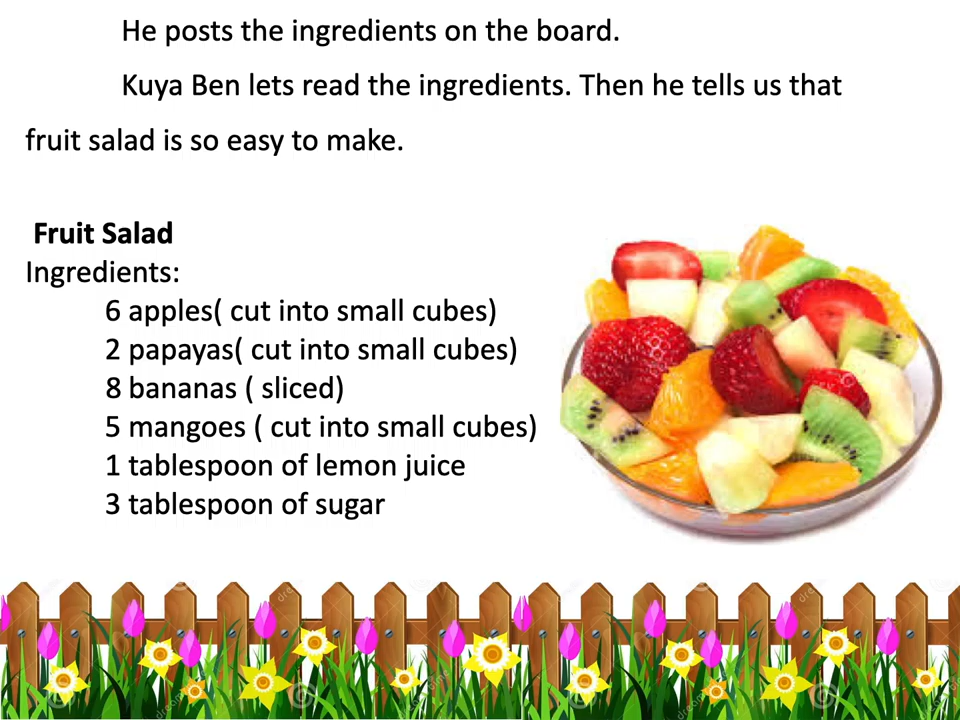 He posts the ingredients on the board.
Kuya Ben lets read the ingredients. Then he tells us that
fruit salad is so easy to make.
Fruit Salad
Ingredients:
6 apples( cut into small cubes)
2 papayas( cut into small cubes)
8 bananas ( sliced)
5 mangoes ( cut into small cubes)
1 tablespoon of lemon juice
3 tablespoon of sugar